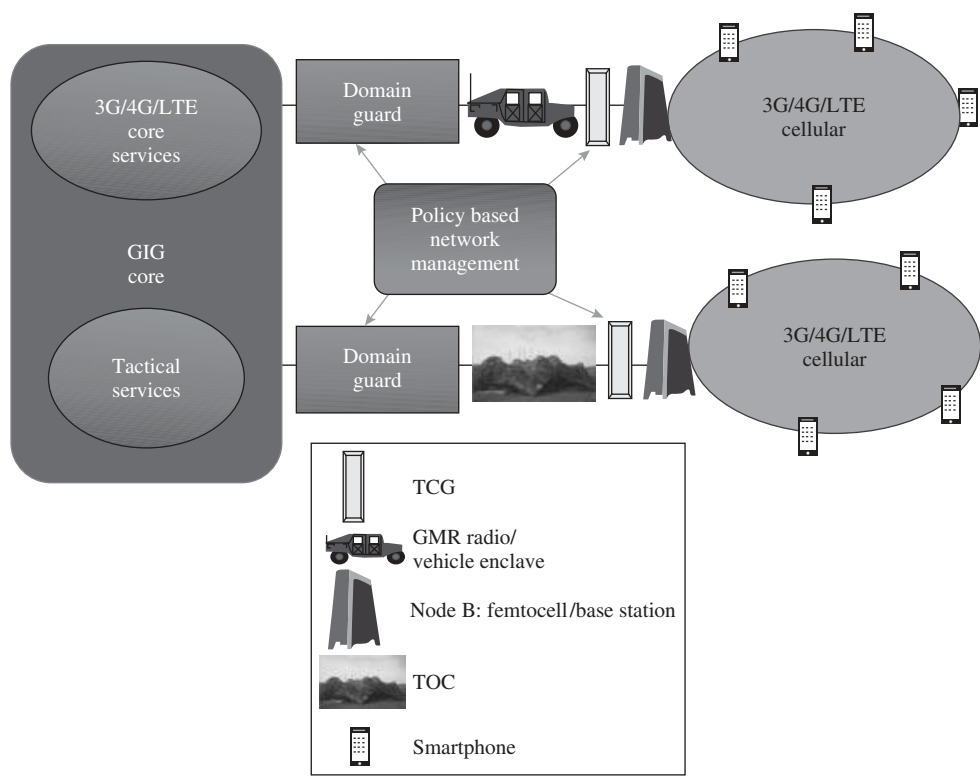 3G/4G/LTE
core
services
Domain
guard
3G/4G/LTE
cellular
Policy based
network
management
GIG
core
Tactical
services
Domain
guard
3G/4G/LTE
cellular
TCG
GMR radio/
vehicle enclave
Node B: femtocell/base station
TOC
Smartphone